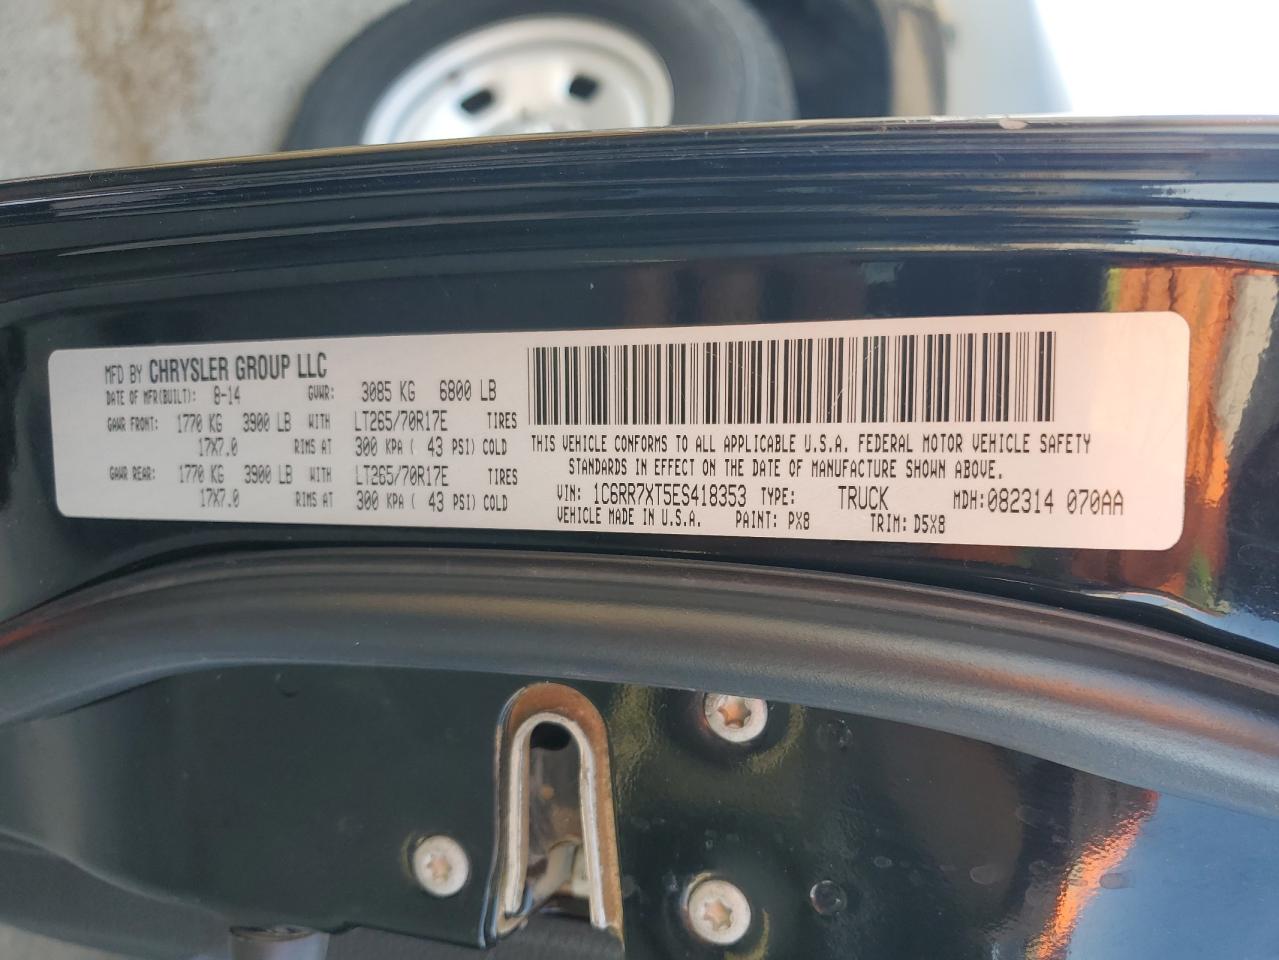 MFD BY CHRYSLER GROUP LLC
DATE OF MFR(BUILT): 8-14 GVWR: 3085 KG 6800 LB
GAWR FRONT: 1770 KG 3900 LB WITH LT265/70R17E TIRES
17X7.0 RIMS AT 300 KPA ( 43 PSI) COLD
GAWR REAR: 1770 KG 3900 LB WITH LT265/70R17E TIRES
17X7.0 RIMS AT 300 KPA ( 43 PSI) COLD
THIS VEHICLE CONFORMS TO ALL APPLICABLE U.S.A. FEDERAL MOTOR VEHICLE SAFETY
STANDARDS IN EFFECT ON THE DATE OF MANUFACTURE SHOWN ABOVE.
VIN: 1C6RR7XT5ES418353 TYPE: TRUCK MDH:082314 070AA
VEHICLE MADE IN U.S.A. PAINT: PX8 TRIM: D5X8